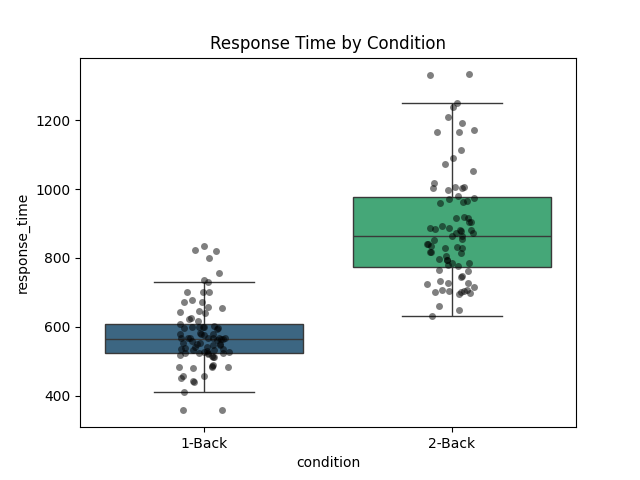 Response Time by Condition
response_time
1200
1000
800
600
400
1-Back
2-Back
condition